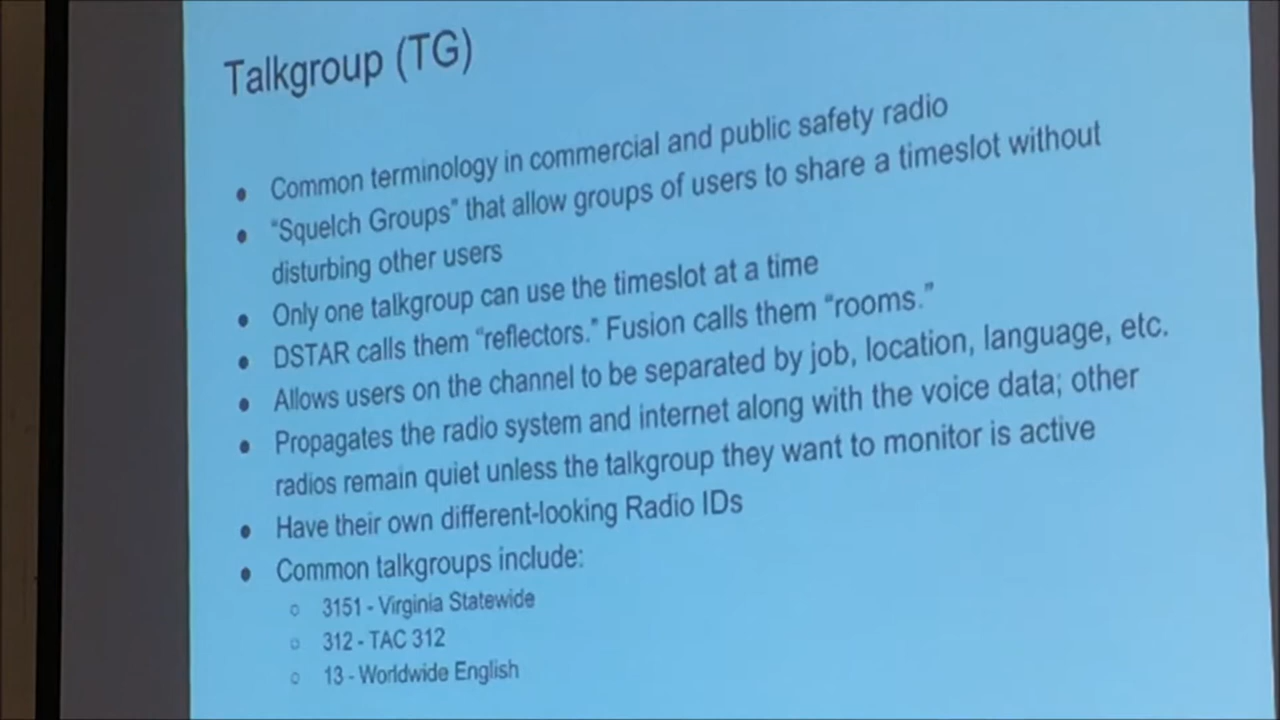 Talkgroup (TG)
● Common terminology in commercial and public safety radio
● "Squelch Groups" that allow groups of users to share a timeslot without
disturbing other users
● Only one talkgroup can use the timeslot at a time
● DSTAR calls them "reflectors." Fusion calls them "rooms."
● Allows users on the channel to be separated by job, location, language, etc.
● Propagates the radio system and internet along with the voice data; other
radios remain quiet unless the talkgroup they want to monitor is active
● Have their own different-looking Radio IDs
● Common talkgroups include:
○ 3151 - Virginia Statewide
○ 312 - TAC 312
○ 13 - Worldwide English